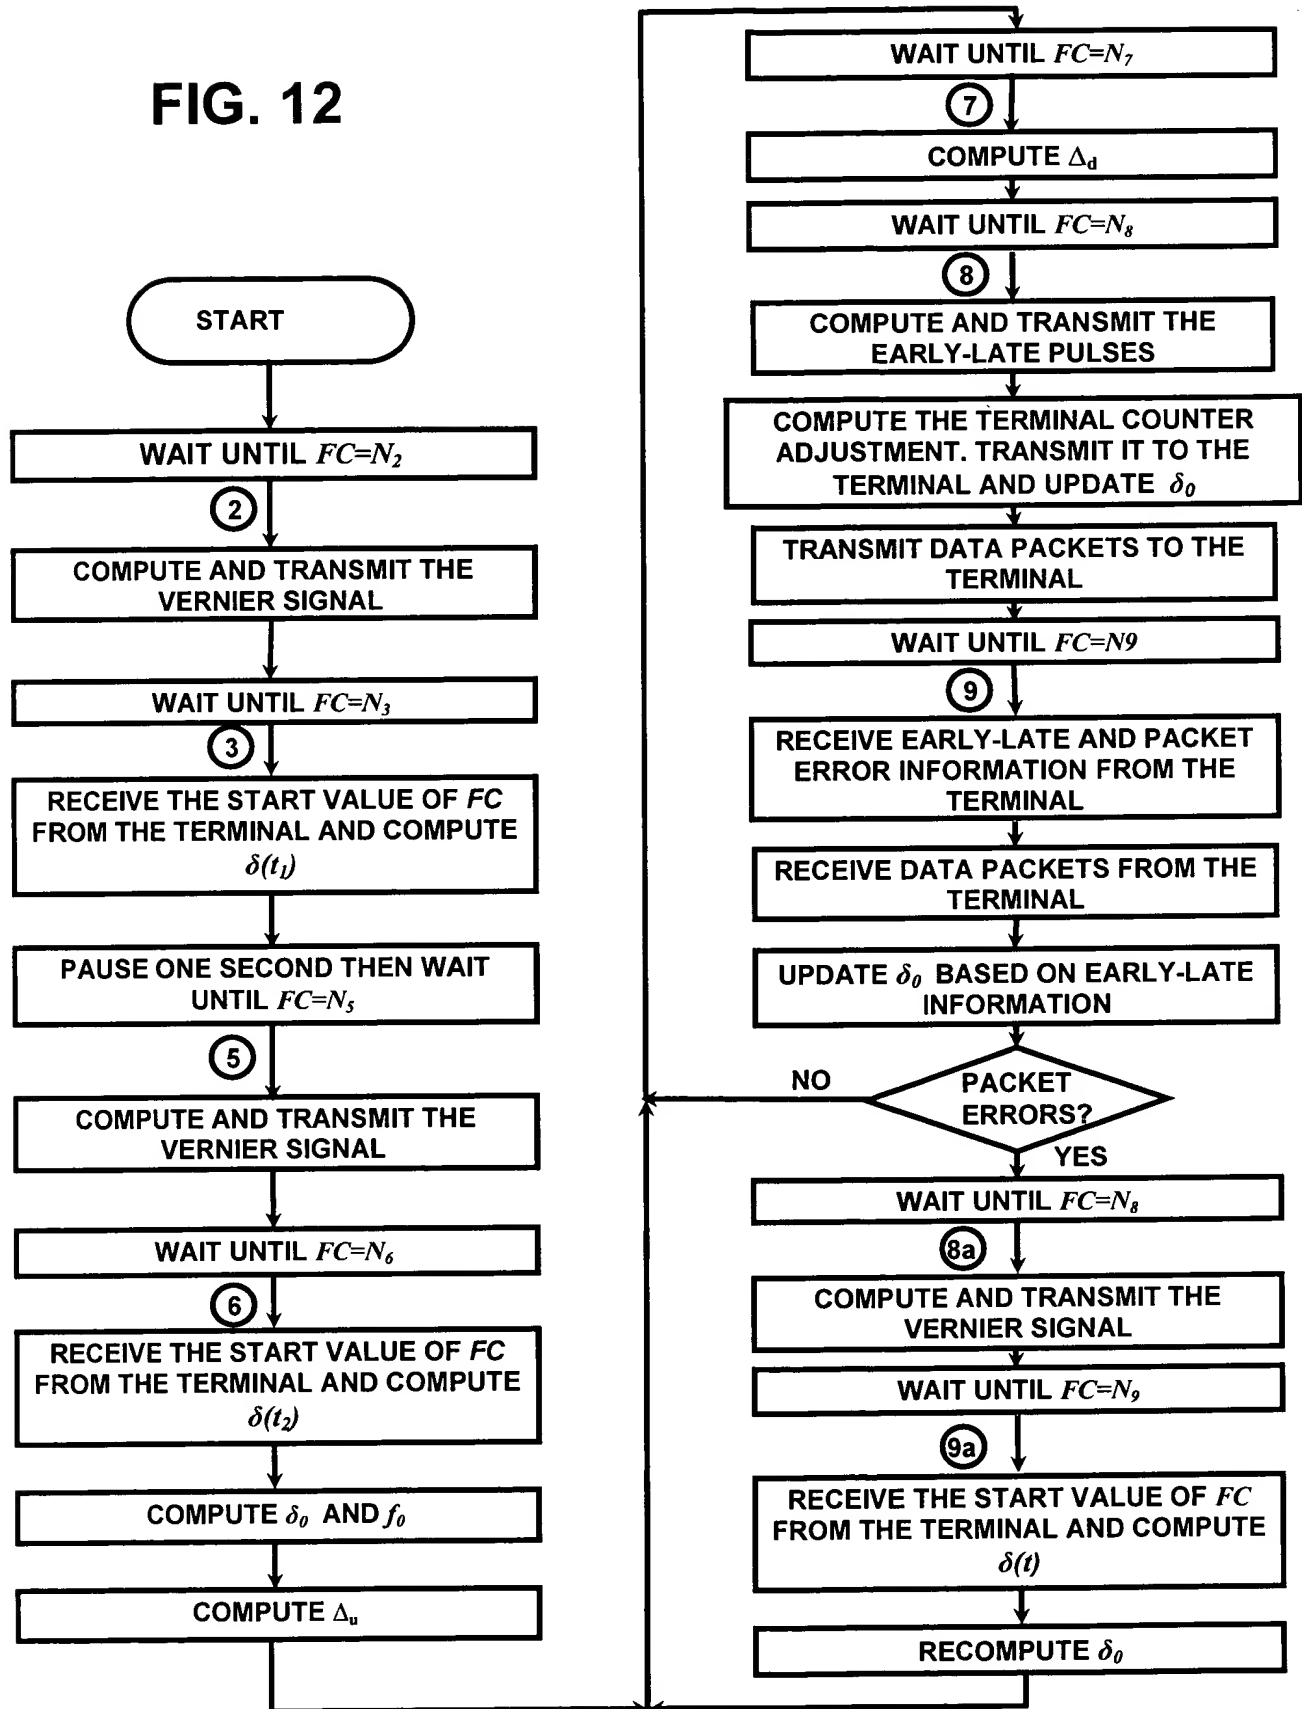 FIG. 12
START
WAIT UNTIL FC=N₂
2
COMPUTE AND TRANSMIT THE
VERNIER SIGNAL
WAIT UNTIL FC=N₃
3
RECEIVE THE START VALUE OF FC
FROM THE TERMINAL AND COMPUTE
δ(t₁)
PAUSE ONE SECOND THEN WAIT
UNTIL FC=N₅
5
COMPUTE AND TRANSMIT THE
VERNIER SIGNAL
WAIT UNTIL FC=N₆
6
RECEIVE THE START VALUE OF FC
FROM THE TERMINAL AND COMPUTE
δ(t₂)
COMPUTE δ₀ AND f₀
COMPUTE Δᵤ
WAIT UNTIL FC=N₇
7
COMPUTE Δd
WAIT UNTIL FC=N₈
8
COMPUTE AND TRANSMIT THE
EARLY-LATE PULSES
COMPUTE THE TERMINAL COUNTER
ADJUSTMENT. TRANSMIT IT TO THE
TERMINAL AND UPDATE δ₀
TRANSMIT DATA PACKETS TO THE
TERMINAL
WAIT UNTIL FC=N9
9
RECEIVE EARLY-LATE AND PACKET
ERROR INFORMATION FROM THE
TERMINAL
RECEIVE DATA PACKETS FROM THE
TERMINAL
UPDATE δ₀ BASED ON EARLY-LATE
INFORMATION
NO
PACKET
ERRORS?
YES
WAIT UNTIL FC=N₈
8a
COMPUTE AND TRANSMIT THE
VERNIER SIGNAL
WAIT UNTIL FC=N₉
9a
RECEIVE THE START VALUE OF FC
FROM THE TERMINAL AND COMPUTE
δ(t)
RECOMPUTE δ₀